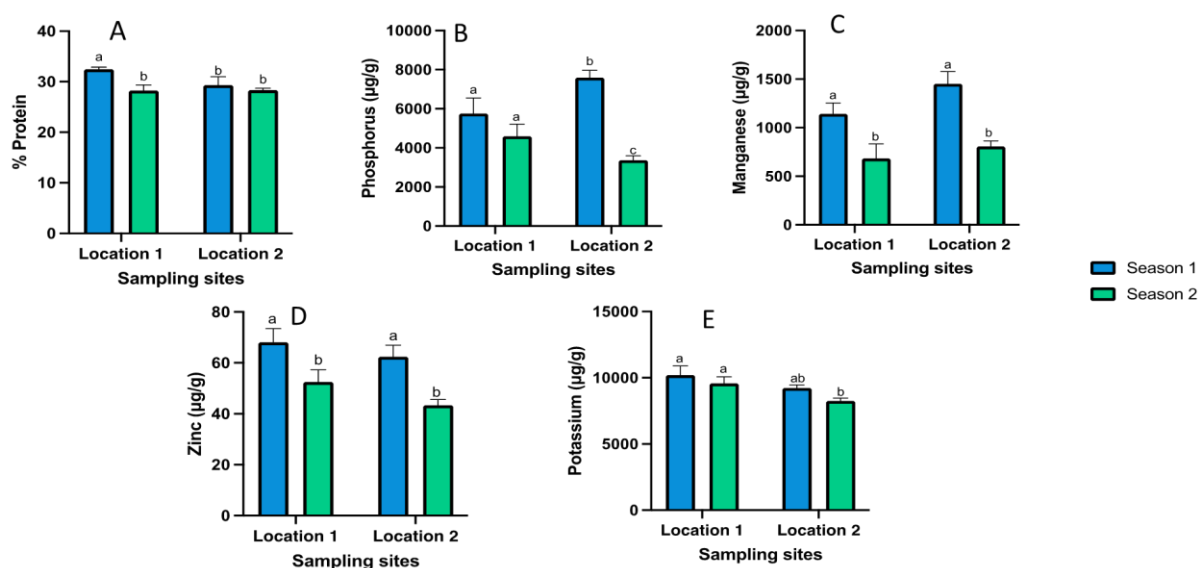 A
% Protein
40
30
20
10
0
a
b
b
b
Location 1
Location 2
Sampling sites
B
Phosphorus (µg/g)
10000
8000
6000
4000
2000
0
a
a
b
c
Location 1
Location 2
Sampling sites
C
Manganese (µg/g)
2000
1500
1000
500
0
a
b
a
b
Location 1
Location 2
Sampling sites
Season 1
Season 2
D
Zinc (µg/g)
80
60
40
20
0
a
b
a
b
Location 1
Location 2
Sampling sites
E
Potassium (µg/g)
15000
10000
5000
0
a
a
ab
b
Location 1
Location 2
Sampling sites